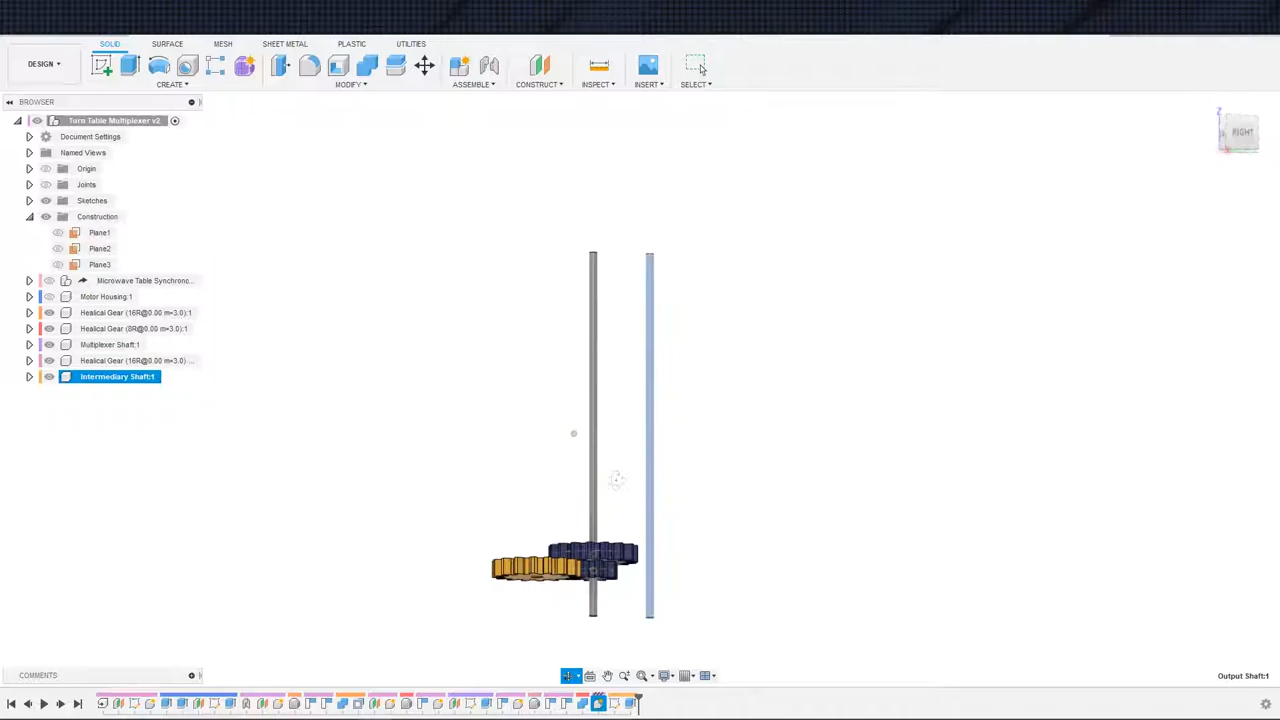 SOLID SURFACE MESH SHEET METAL PLASTIC UTILITIES
DESIGN
CREATE MODIFY ASSEMBLE CONSTRUCT INSPECT INSERT SELECT
BROWSER
Turn Table Multiplexer v2
Document Settings
Named Views
Origin
Joints
Sketches
Construction
Plane1
Plane2
Plane3
Microwave Table Synchrono...
Motor Housing:1
Healical Gear (16R@0.00 m=3.0):1
Healical Gear (8R@0.00 m=3.0):1
Multiplexer Shaft:1
Healical Gear (16R@0.00 m=3.0) ...
Intermediary Shaft:1
Z
RIGHT
COMMENTS
Output Shaft:1